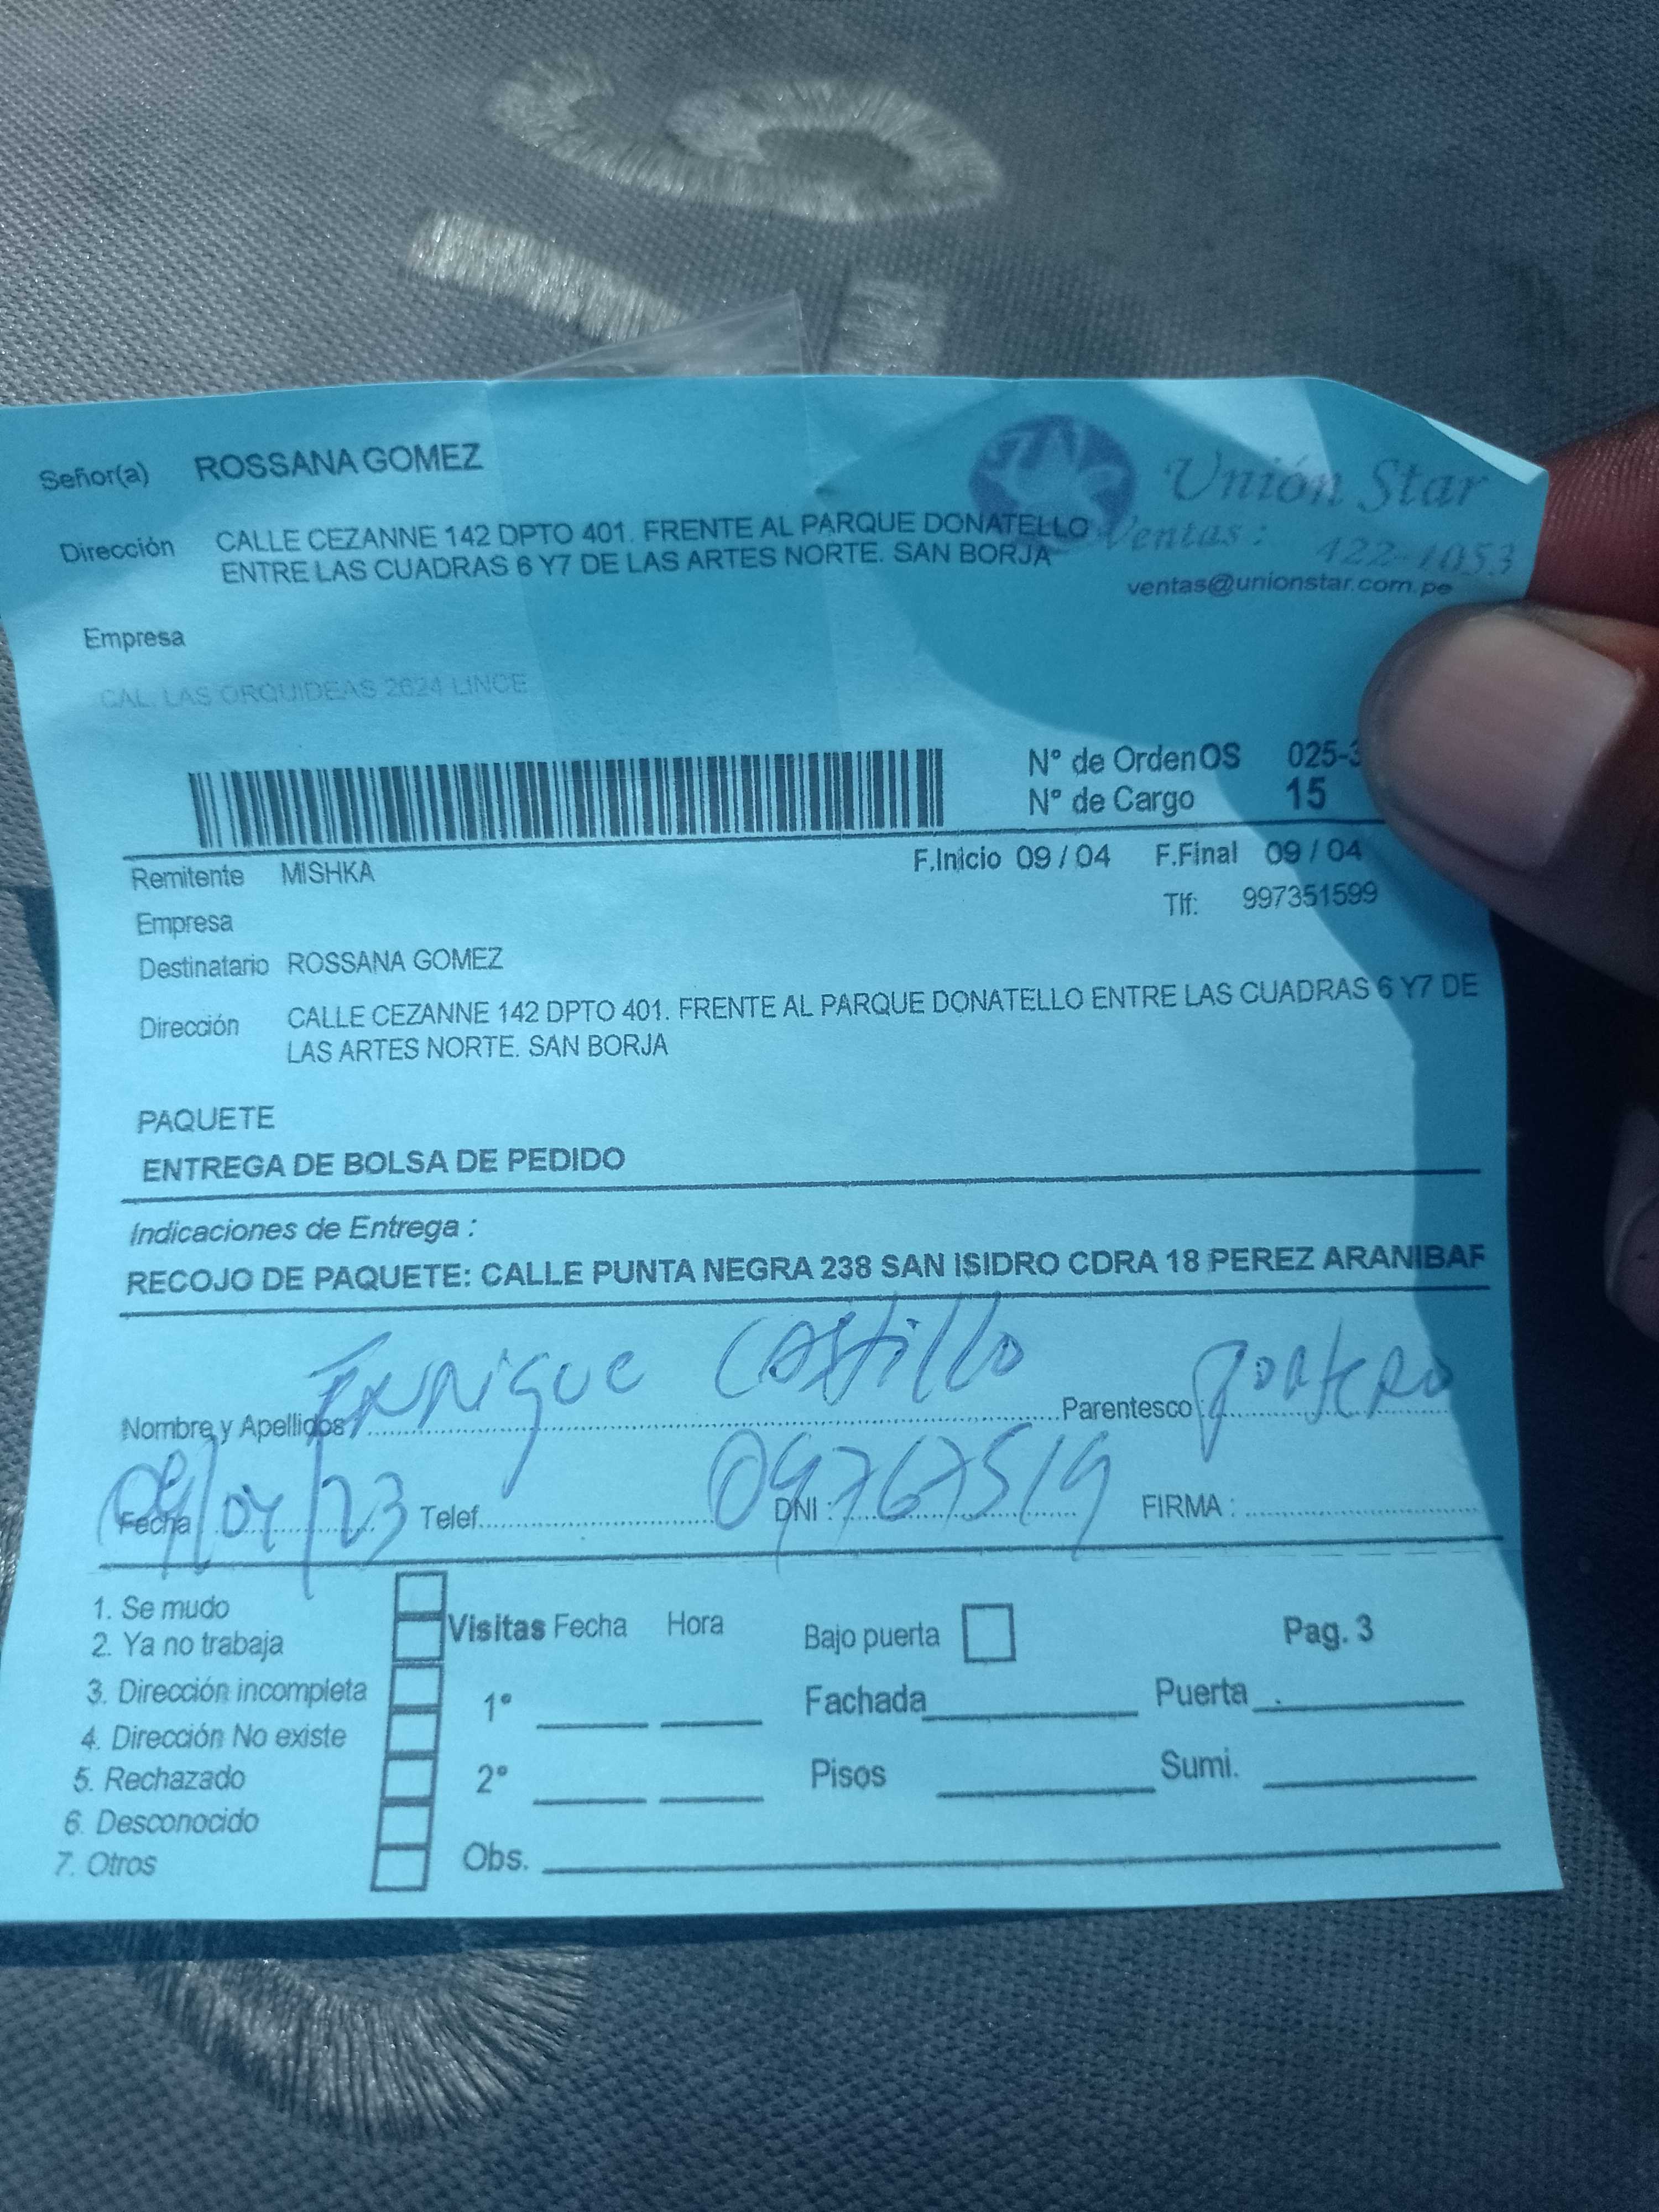 Señor(a) ROSSANA GOMEZ
Unión Star
Dirección CALLE CEZANNE 142 DPTO 401. FRENTE AL PARQUE DONATELLO
ENTRE LAS CUADRAS 6 Y7 DE LAS ARTES NORTE. SAN BORJA
Ventas: 422-1053
ventas@unionstar.com.pe
Empresa
CAL. LAS ORQUIDEAS 2624 LINCE
N° de Orden OS 025-3
N° de Cargo 15
Remitente MISHKA F.Inicio 09 / 04 F.Final 09 / 04
Empresa Tlf: 997351599
Destinatario ROSSANA GOMEZ
Dirección CALLE CEZANNE 142 DPTO 401. FRENTE AL PARQUE DONATELLO ENTRE LAS CUADRAS 6 Y7 DE
LAS ARTES NORTE. SAN BORJA
PAQUETE
ENTREGA DE BOLSA DE PEDIDO
Indicaciones de Entrega :
RECOJO DE PAQUETE: CALLE PUNTA NEGRA 238 SAN ISIDRO CDRA 18 PEREZ ARANIBAF
Nombre y Apellidos Enrique Castillo Parentesco portero
Fecha 09/04/23 Telef. DNI : 09767519 FIRMA :
1. Se mudo
2. Ya no trabaja Visitas Fecha Hora Bajo puerta Pag. 3
3. Dirección incompleta 1° Fachada Puerta
4. Dirección No existe
5. Rechazado 2° Pisos Sumi.
6. Desconocido
7. Otros Obs.